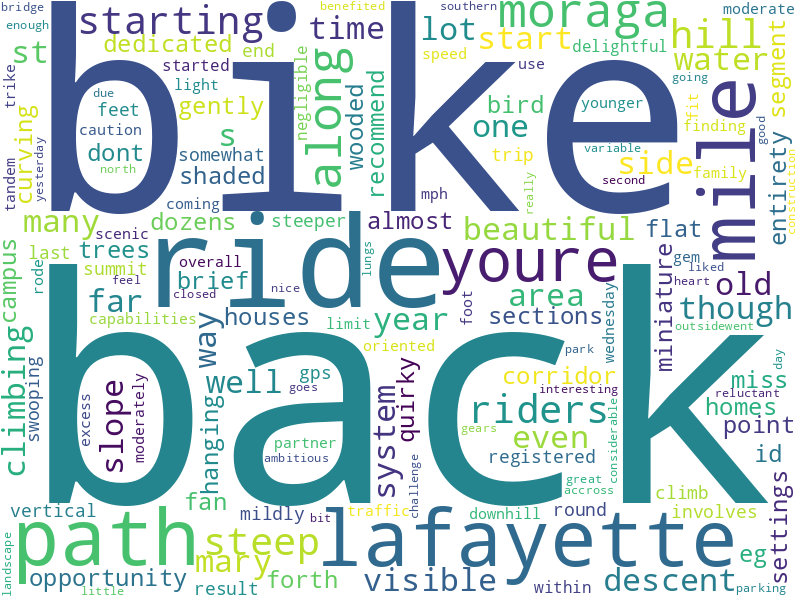 bridge
enough
starting
southern
benefited
moraga
moderate
dedicated
time
lot
start
hill
st
end
started
delightful
water
trike
bike
along
negligible
speed
use
going
segment
due
feet
light
gently
wooded
recommend
bird
younger
fit
finding
mile
good
curving
caution
s
one
dont
somewhat
trip
variable
side
family
entirety
construction
tandem
yesterday
north
shaded
coming
mph
really
second
many
scenic
dozens
steeper
almost
beautiful
flat
campus
last
trees
overall
ride
lungs
youre
wednesday
gem
liked
old
rode
summit
feel
closed
nice
foot
area
miniature
heart
far
brief
though
capabilities
way
houses
limit
year
sections
outsidewent
oriented
park
day
climbing
swooping
back
well
gps
quirky
corridor
interesting
miss
reluctant
slope
moderately
hanging
goes
system
riders
homes
excess
partner
gears
even
considerable
point
ambitious
registered
great
id
fan
challenge
accross
climb
settings
vertical
mildly
bit
traffic
downhill
round
involves
path
steep
lafayette
eg
landscape
mary
opportunity
little
result
forth
visible
within
descent
parking